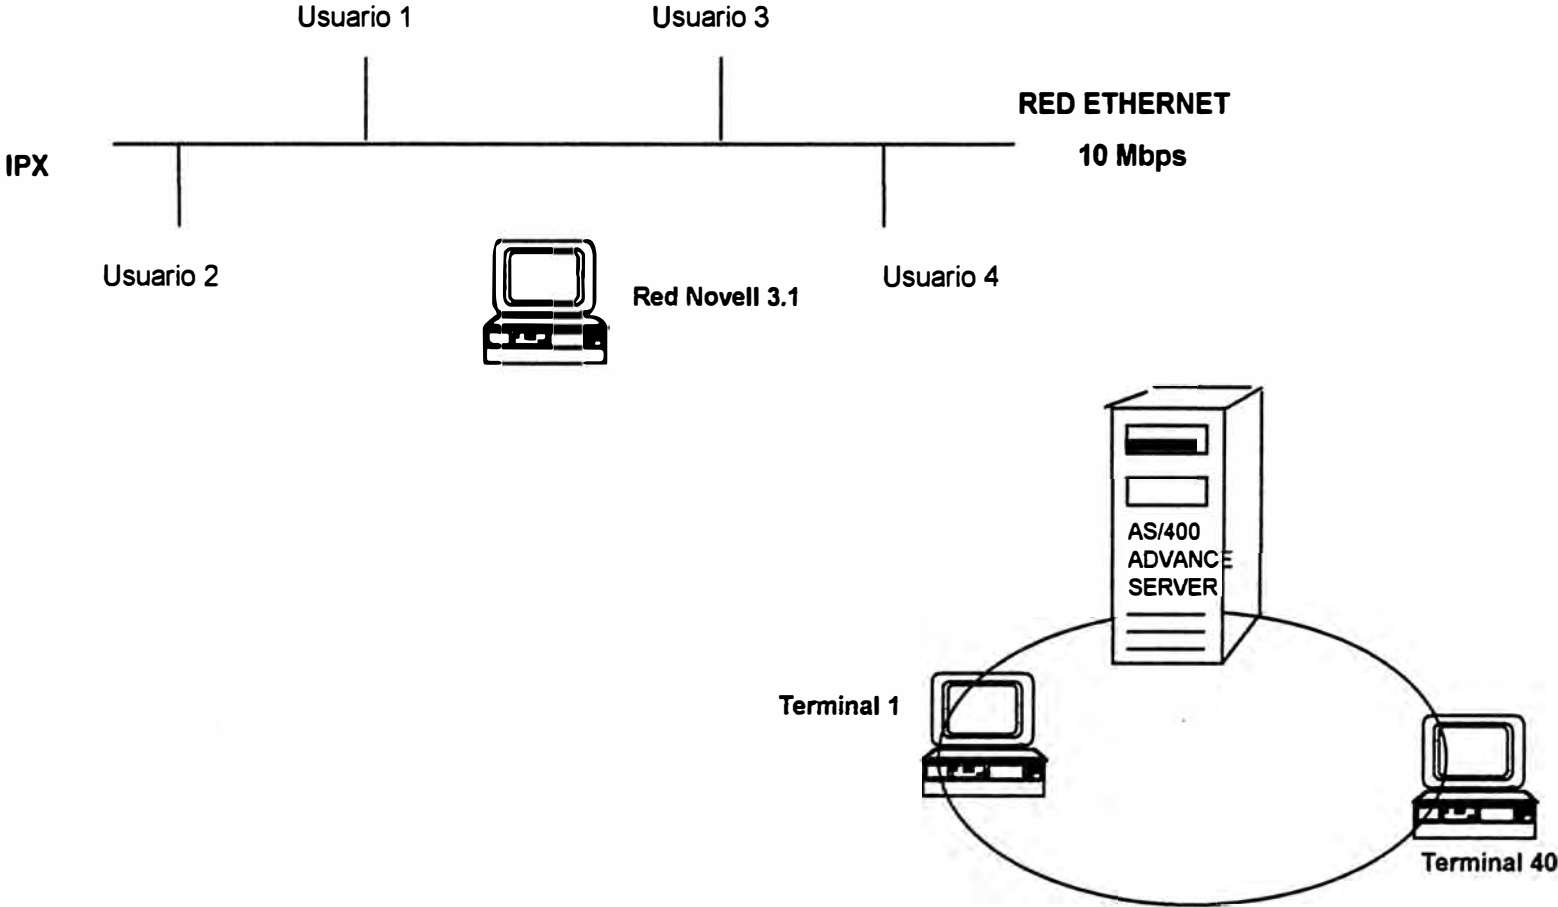 Usuario 1
Usuario 3
RED ETHERNET
10 Mbps
IPX
Usuario 2
Red Novell 3.1
Usuario 4
AS/400
ADVANCE
SERVER
Terminal 1
Terminal 40